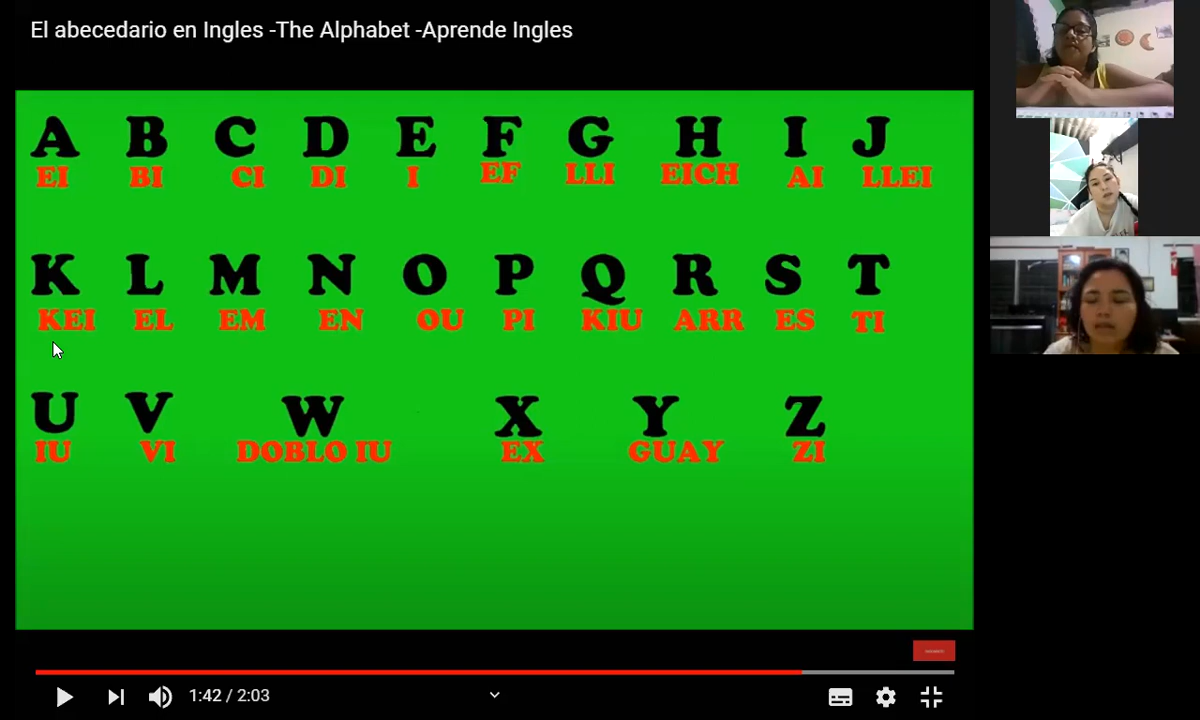 El abecedario en Ingles -The Alphabet -Aprende Ingles
A B C D E F G H I J
EI BI CI DI I EF LLI EICH AI LLEI
K L M N O P Q R S T
KEI EL EM EN OU PI KIU ARR ES TI
U V W X Y Z
IU VI DOBLO IU EX GUAY ZI
1:42 / 2:03